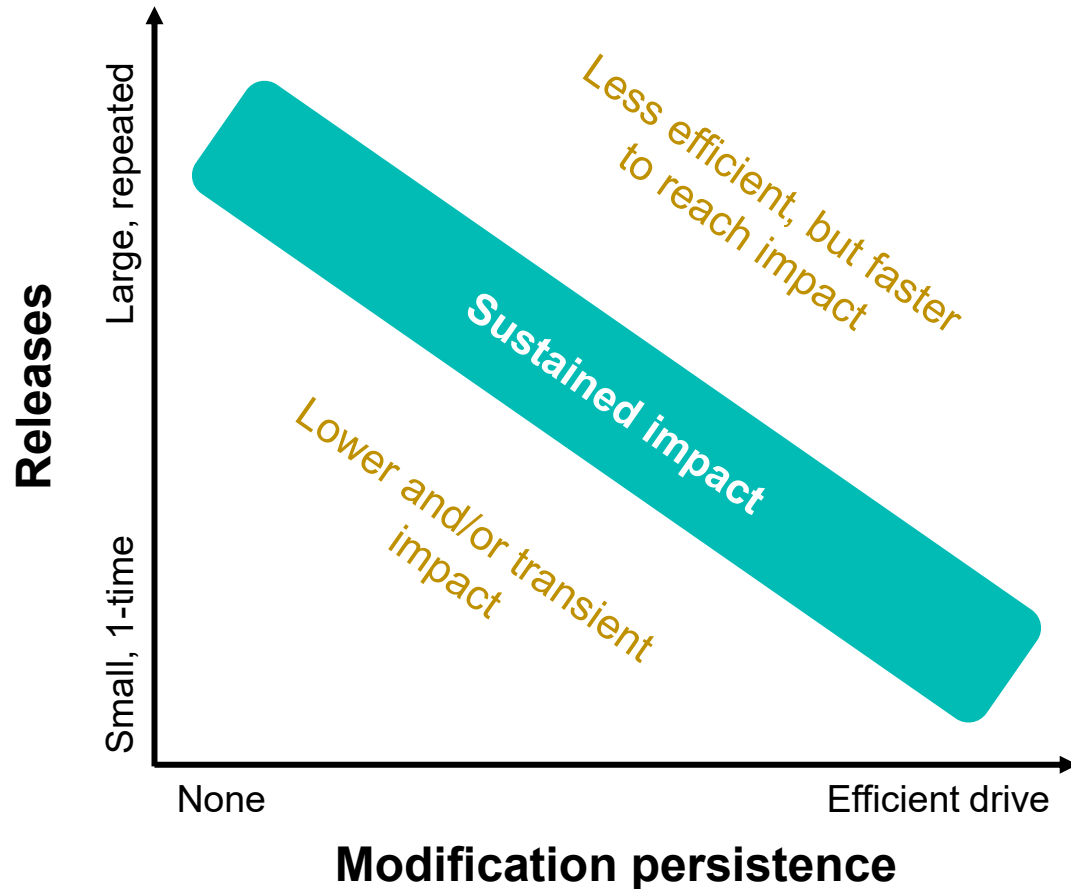 Releases
Large, repeated
Small, 1-time
Less efficient, but faster
to reach impact
Sustained impact
Lower and/or transient
impact
None
Efficient drive
Modification persistence